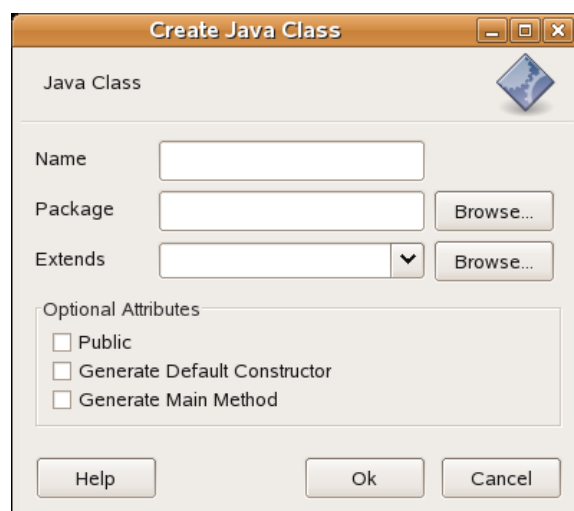 Create Java Class
Java Class
Name
Package
Browse...
Extends
Browse...
Optional Attributes
Public
Generate Default Constructor
Generate Main Method
Help
Ok
Cancel